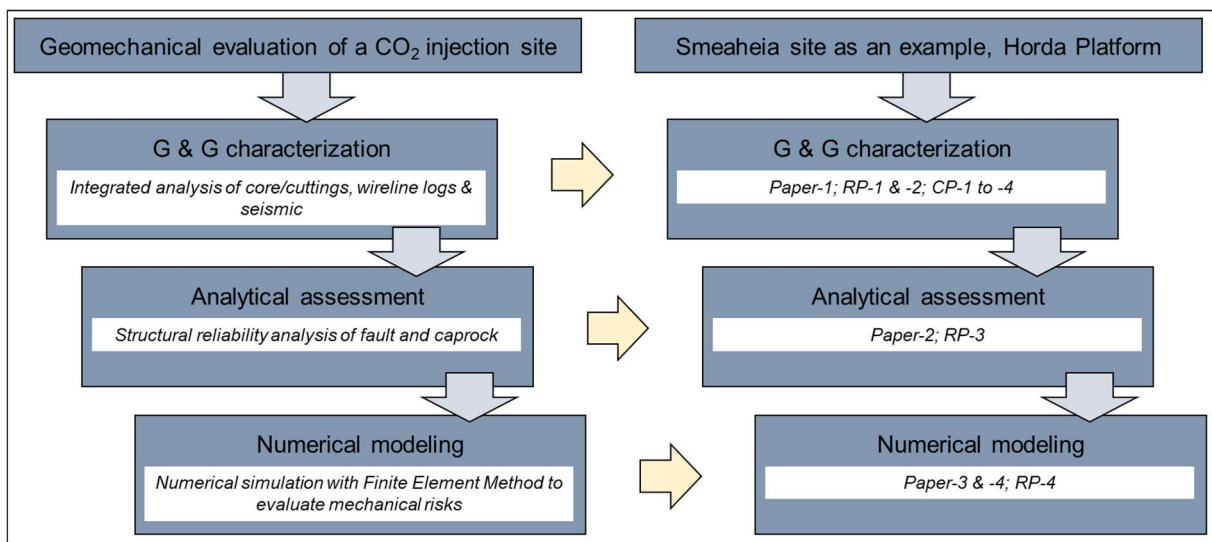 Geomechanical evaluation of a CO₂ injection site
Smeaheia site as an example, Horda Platform
G & G characterization
Integrated analysis of core/cuttings, wireline logs &
seismic
G & G characterization
Paper-1; RP-1 & -2; CP-1 to -4
Analytical assessment
Structural reliability analysis of fault and caprock
Analytical assessment
Paper-2; RP-3
Numerical modeling
Numerical simulation with Finite Element Method to
evaluate mechanical risks
Numerical modeling
Paper-3 & -4; RP-4